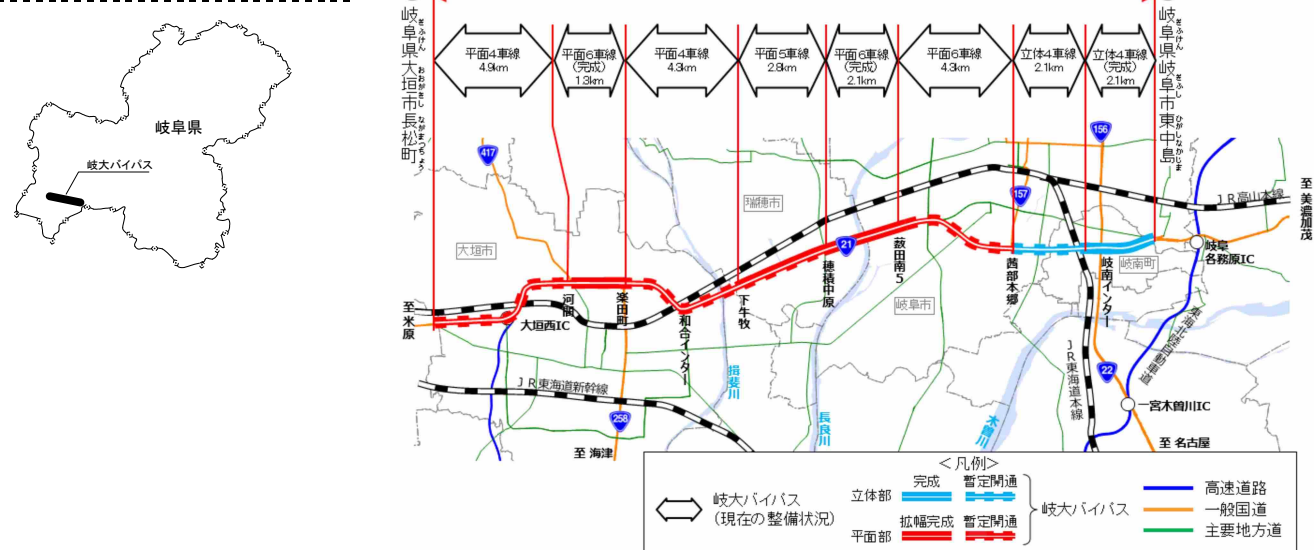 岐阜県
岐大バイパス
岐阜県大垣市長松町
ぎふけん
おおがきし
ながまつちょう
平面4車線
4.9km
平面6車線
(完成)
1.3km
平面4車線
4.3km
平面5車線
2.8km
平面6車線
(完成)
2.1km
平面6車線
4.3km
立体4車線
2.1km
立体4車線
(完成)
2.1km
岐阜県岐阜市東中島
ぎふけん
ぎふし
ひがしなかじま
417
156
157
瑞穂市
大垣市
21
岐阜市
岐南町
JR高山本線
至美濃加茂
岐阜
各務原IC
至米原
大垣西IC
河間
楽田町
和合インター
下牛牧
穂積中原
薮田南5
茜部本郷
岐南インター
揖斐川
長良川
木曽川
JR東海道本線
東海北陸自動車道
22
一宮木曽川IC
JR東海道新幹線
258
至 海津
至 名古屋
<凡例>
岐大バイパス
(現在の整備状況)
完成 暫定開通
立体部
拡幅完成 暫定開通
平面部
岐大バイパス
高速道路
一般国道
主要地方道